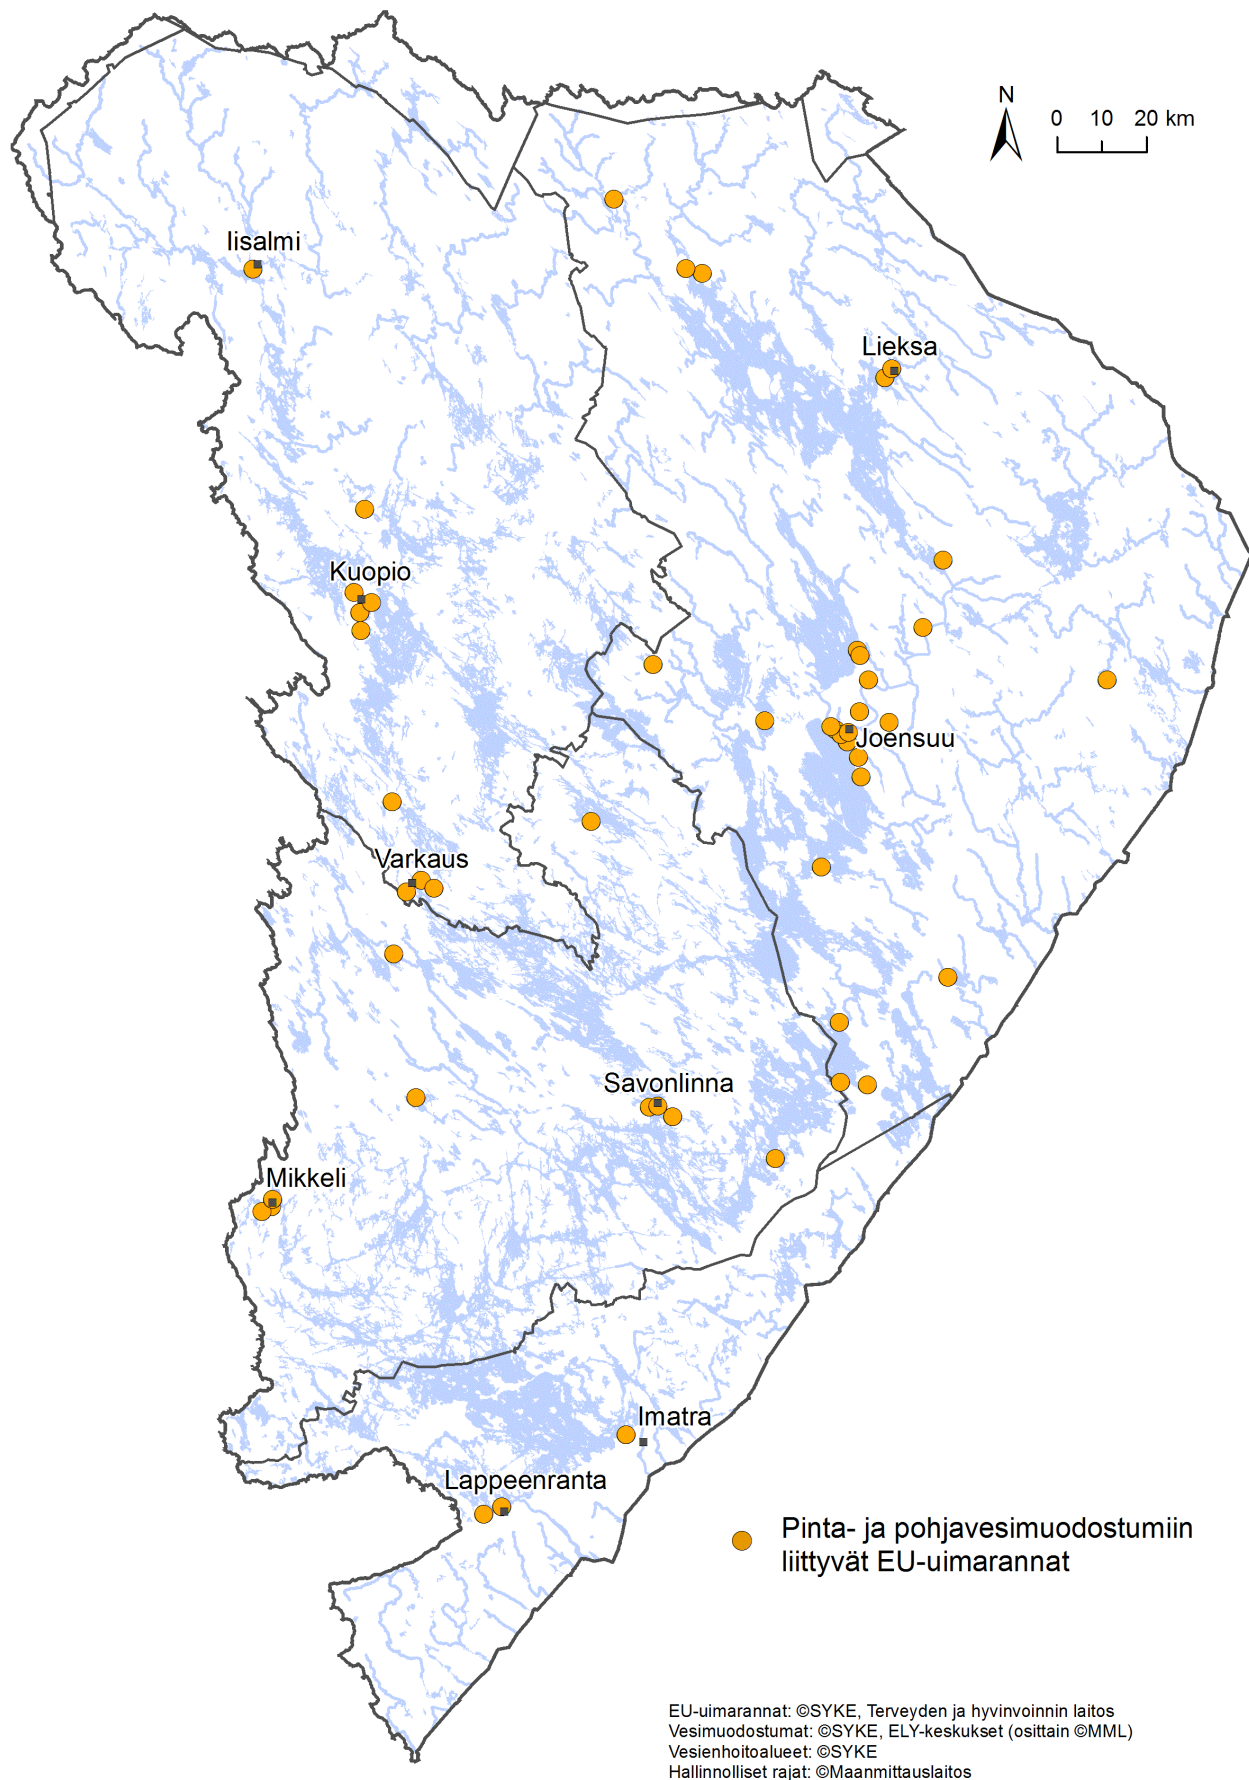 N
0 10 20 km
Iisalmi
Lieksa
Kuopio
Joensuu
Varkaus
Savonlinna
Mikkeli
Imatra
Lappeenranta
Pinta- ja pohjavesimuodostumiin
liittyvät EU-uimarannat
EU-uimarannat: ©SYKE, Terveyden ja hyvinvoinnin laitos
Vesimuodostumat: ©SYKE, ELY-keskukset (osittain ©MML)
Vesienhoitoalueet: ©SYKE
Hallinnolliset rajat: ©Maanmittauslaitos